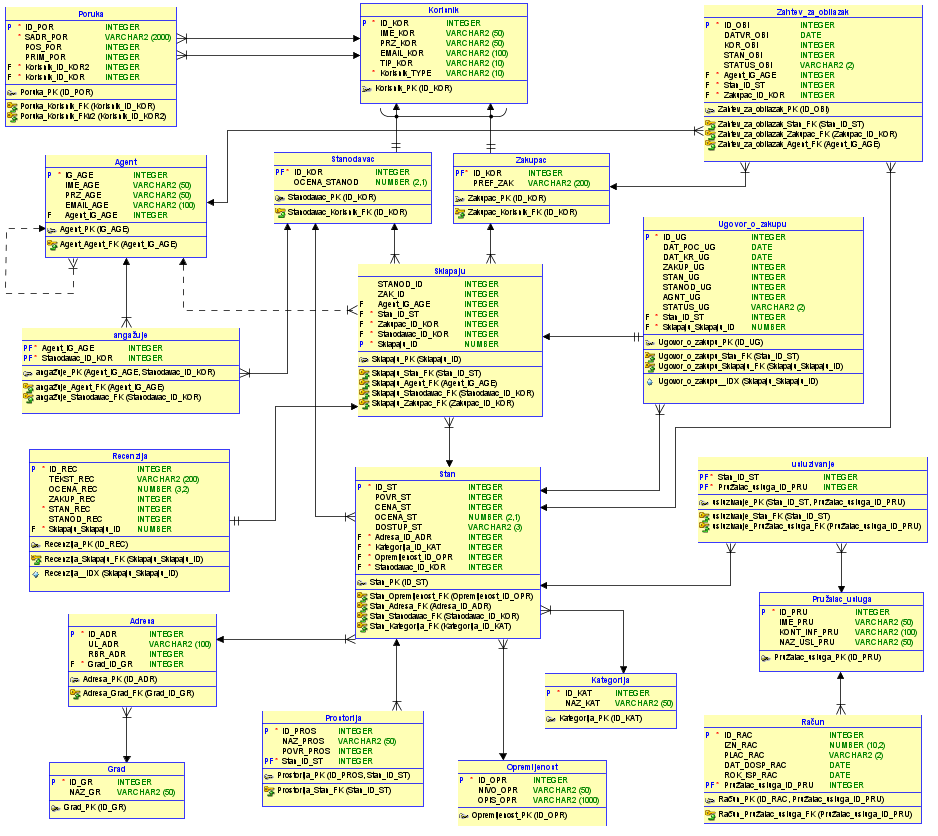 Poruka
P * ID_POR INTEGER
* SADR_POR VARCHAR2 (2000)
POS_POR INTEGER
PRIM_POR INTEGER
F * Korisnik_ID_KOR2 INTEGER
F * Korisnik_ID_KOR INTEGER
Poruka_PK (ID_POR)
Poruka_Korisnik_FK (Korisnik_ID_KOR)
Poruka_Korisnik_FKv2 (Korisnik_ID_KOR2)
Korisnik
P * ID_KOR INTEGER
IME_KOR VARCHAR2 (50)
PRZ_KOR VARCHAR2 (50)
EMAIL_KOR VARCHAR2 (100)
TIP_KOR VARCHAR2 (10)
* Korisnik_TYPE VARCHAR2 (10)
Korisnik_PK (ID_KOR)
Zahtev_za_obilazak
P * ID_OBI INTEGER
DATVR_OBI DATE
KOR_OBI INTEGER
STAN_OBI INTEGER
STATUS_OBI VARCHAR2 (2)
F * Agent_IG_AGE INTEGER
F * Stan_ID_ST INTEGER
F * Zakupac_ID_KOR INTEGER
Zahtev_za_obilazak_PK (ID_OBI)
Zahtev_za_obilazak_Stan_FK (Stan_ID_ST)
Zahtev_za_obilazak_Zakupac_FK (Zakupac_ID_KOR)
Zahtev_za_obilazak_Agent_FK (Agent_IG_AGE)
Agent
P * IG_AGE INTEGER
IME_AGE VARCHAR2 (50)
PRZ_AGE VARCHAR2 (50)
EMAIL_AGE VARCHAR2 (100)
F Agent_IG_AGE INTEGER
Agent_PK (IG_AGE)
Agent_Agent_FK (Agent_IG_AGE)
Stanodavac
PF * ID_KOR INTEGER
OCENA_STANOD NUMBER (2,1)
Stanodavac_PK (ID_KOR)
Stanodavac_Korisnik_FK (ID_KOR)
Zakupac
PF * ID_KOR INTEGER
PREF_ZAK VARCHAR2 (200)
Zakupac_PK (ID_KOR)
Zakupac_Korisnik_FK (ID_KOR)
Ugovor_o_zakupu
P * ID_UG INTEGER
DAT_POC_UG DATE
DAT_KR_UG DATE
ZAKUP_UG INTEGER
STAN_UG INTEGER
STANOD_UG INTEGER
AGNT_UG INTEGER
STATUS_UG VARCHAR2 (2)
F * Stan_ID_ST INTEGER
F * Sklapaju_Sklapaju_ID NUMBER
Ugovor_o_zakupu_PK (ID_UG)
Ugovor_o_zakupu_Stan_FK (Stan_ID_ST)
Ugovor_o_zakupu_Sklapaju_FK (Sklapaju_Sklapaju_ID)
Ugovor_o_zakupu__IDX (Sklapaju_Sklapaju_ID)
Sklapaju
STANOD_ID INTEGER
ZAK_ID INTEGER
F Agent_IG_AGE INTEGER
F * Stan_ID_ST INTEGER
F * Zakupac_ID_KOR INTEGER
F * Stanodavac_ID_KOR INTEGER
P * Sklapaju_ID NUMBER
Sklapaju_PK (Sklapaju_ID)
Sklapaju_Stan_FK (Stan_ID_ST)
Sklapaju_Agent_FK (Agent_IG_AGE)
Sklapaju_Stanodavac_FK (Stanodavac_ID_KOR)
Sklapaju_Zakupac_FK (Zakupac_ID_KOR)
angažuje
PF * Agent_IG_AGE INTEGER
PF * Stanodavac_ID_KOR INTEGER
angažuje_PK (Agent_IG_AGE, Stanodavac_ID_KOR)
angažuje_Agent_FK (Agent_IG_AGE)
angažuje_Stanodavac_FK (Stanodavac_ID_KOR)
Recenzija
P * ID_REC INTEGER
TEKST_REC VARCHAR2 (200)
OCENA_REC NUMBER (3,2)
ZAKUP_REC INTEGER
* STAN_REC INTEGER
STANOD_REC INTEGER
F * Sklapaju_Sklapaju_ID NUMBER
Recenzija_PK (ID_REC)
Recenzija_Sklapaju_FK (Sklapaju_Sklapaju_ID)
Recenzija__IDX (Sklapaju_Sklapaju_ID)
Stan
P * ID_ST INTEGER
POVR_ST INTEGER
CENA_ST INTEGER
OCENA_ST NUMBER (2,1)
DOSTUP_ST VARCHAR2 (3)
F * Adresa_ID_ADR INTEGER
F * Kategorija_ID_KAT INTEGER
F * Opremljenost_ID_OPR INTEGER
F * Stanodavac_ID_KOR INTEGER
Stan_PK (ID_ST)
Stan_Opremljenost_FK (Opremljenost_ID_OPR)
Stan_Adresa_FK (Adresa_ID_ADR)
Stan_Stanodavac_FK (Stanodavac_ID_KOR)
Stan_Kategorija_FK (Kategorija_ID_KAT)
usluzivanje
PF * Stan_ID_ST INTEGER
PF * Pružalac_usluga_ID_PRU INTEGER
usluzivanje_PK (Stan_ID_ST, Pružalac_usluga_ID_PRU)
usluzivanje_Stan_FK (Stan_ID_ST)
usluzivanje_Pružalac_usluga_FK (Pružalac_usluga_ID_PRU)
Pružalac_usluga
P * ID_PRU INTEGER
IME_PRU VARCHAR2 (50)
KONT_INF_PRU VARCHAR2 (100)
NAZ_USL_PRU VARCHAR2 (50)
Pružalac_usluga_PK (ID_PRU)
Adresa
P * ID_ADR INTEGER
UL_ADR VARCHAR2 (100)
RBR_ADR INTEGER
F * Grad_ID_GR INTEGER
Adresa_PK (ID_ADR)
Adresa_Grad_FK (Grad_ID_GR)
Kategorija
P * ID_KAT INTEGER
NAZ_KAT VARCHAR2 (50)
Kategorija_PK (ID_KAT)
Prostorija
P * ID_PROS INTEGER
NAZ_PROS VARCHAR2 (50)
POVR_PROS INTEGER
PF * Stan_ID_ST INTEGER
Prostorija_PK (ID_PROS, Stan_ID_ST)
Prostorija_Stan_FK (Stan_ID_ST)
Račun
P * ID_RAC INTEGER
IZN_RAC NUMBER (10,2)
PLAC_RAC VARCHAR2 (2)
DAT_DOSP_RAC DATE
ROK_ISP_RAC DATE
PF * Pružalac_usluga_ID_PRU INTEGER
Račun_PK (ID_RAC, Pružalac_usluga_ID_PRU)
Račun_Pružalac_usluga_FK (Pružalac_usluga_ID_PRU)
Grad
P * ID_GR INTEGER
NAZ_GR VARCHAR2 (50)
Grad_PK (ID_GR)
Opremljenost
P * ID_OPR INTEGER
NIVO_OPR VARCHAR2 (50)
OPIS_OPR VARCHAR2 (1000)
Opremljenost_PK (ID_OPR)